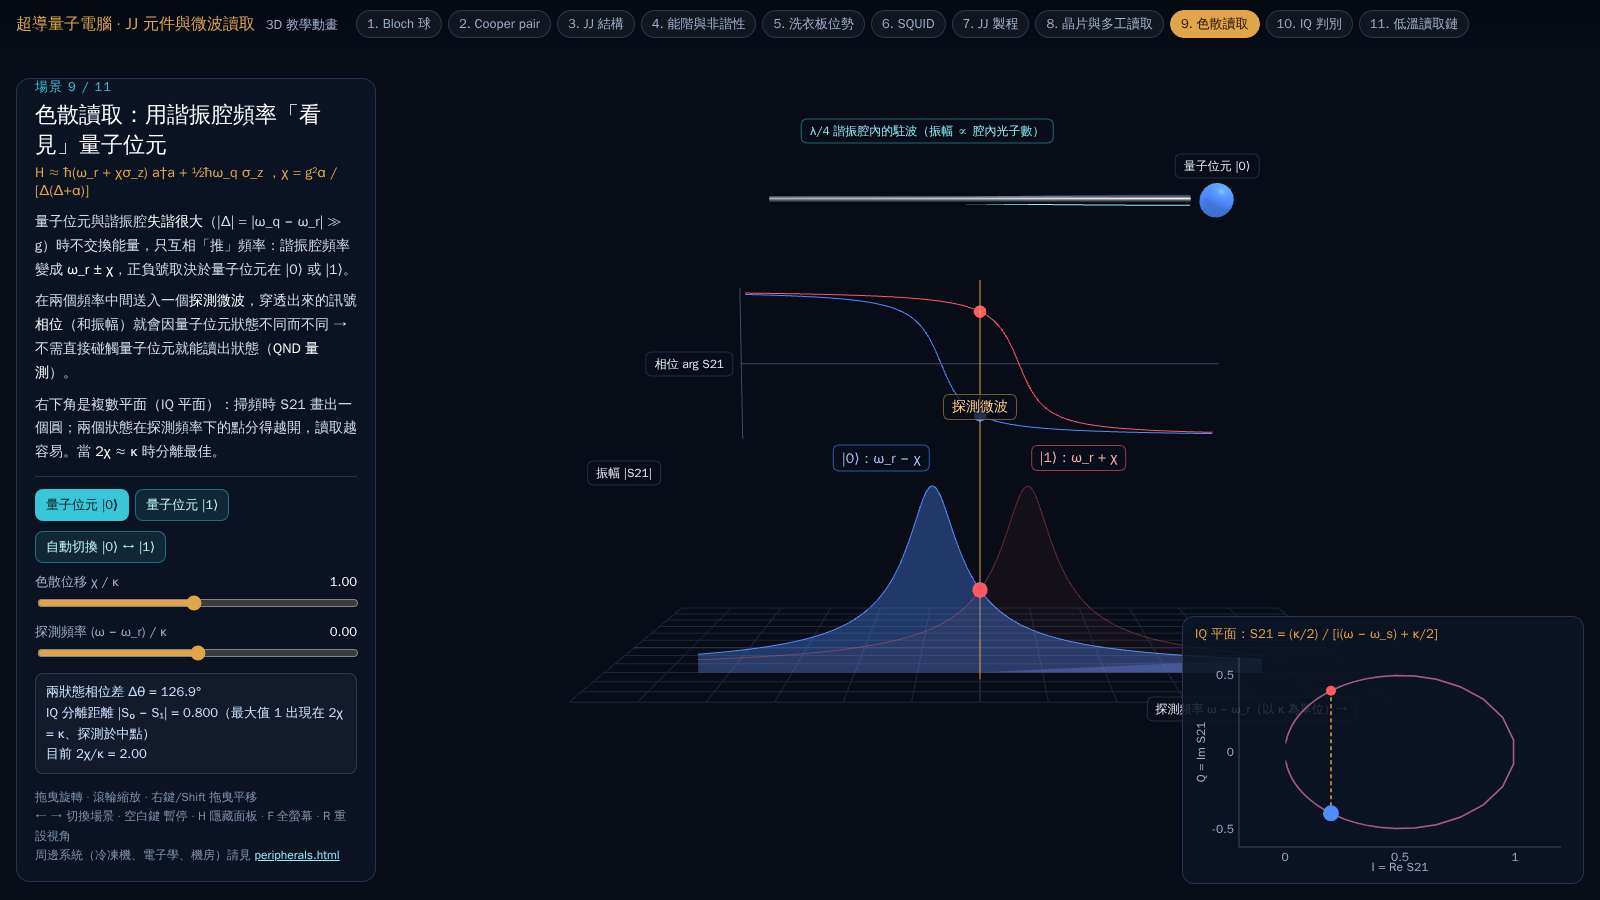 超導量子電腦 · JJ 元件與微波讀取 3D 教學動畫
1. Bloch 球
2. Cooper pair
3. JJ 結構
4. 能階與非諧性
5. 洗衣板位勢
6. SQUID
7. JJ 製程
8. 晶片與多工讀取
9. 色散讀取
10. IQ 判別
11. 低溫讀取鏈
場景 9 / 11
色散讀取：用諧振腔頻率「看
見」量子位元
H ≈ ħ(ω_r + χσ_z) a†a + ½ħω_q σ_z ，χ = g²α /
[Δ(Δ+α)]
量子位元與諧振腔失諧很大（|Δ| = |ω_q − ω_r| ≫
g）時不交換能量，只互相「推」頻率：諧振腔頻率
變成 ω_r ± χ，正負號取決於量子位元在 |0⟩ 或 |1⟩。
在兩個頻率中間送入一個探測微波，穿透出來的訊號
相位（和振幅）就會因量子位元狀態不同而不同 →
不需直接碰觸量子位元就能讀出狀態（QND 量
測）。
右下角是複數平面（IQ 平面）：掃頻時 S21 畫出一
個圓；兩個狀態在探測頻率下的點分得越開，讀取越
容易。當 2χ ≈ κ 時分離最佳。
量子位元 |0⟩
量子位元 |1⟩
自動切換 |0⟩ ↔ |1⟩
色散位移 χ / κ 1.00
探測頻率 (ω − ω_r) / κ 0.00
兩狀態相位差 Δθ = 126.9°
IQ 分離距離 |S₀ − S₁| = 0.800（最大值 1 出現在 2χ
= κ、探測於中點）
目前 2χ/κ = 2.00
拖曳旋轉 · 滾輪縮放 · 右鍵/Shift 拖曳平移
← → 切換場景 · 空白鍵 暫停 · H 隱藏面板 · F 全螢幕 · R 重
設視角
周邊系統（冷凍機、電子學、機房）請見 peripherals.html
λ/4 諧振腔內的駐波（振幅 ∝ 腔內光子數）
量子位元 |0⟩
相位 arg S21
探測微波
|0⟩：ω_r − χ
|1⟩：ω_r + χ
振幅 |S21|
探測頻率 ω − ω_r（以 κ 為單位）→
IQ 平面：S21 = (κ/2) / [i(ω − ω_s) + κ/2]
0.5
0
-0.5
Q = Im S21
0
0.5
1
I = Re S21